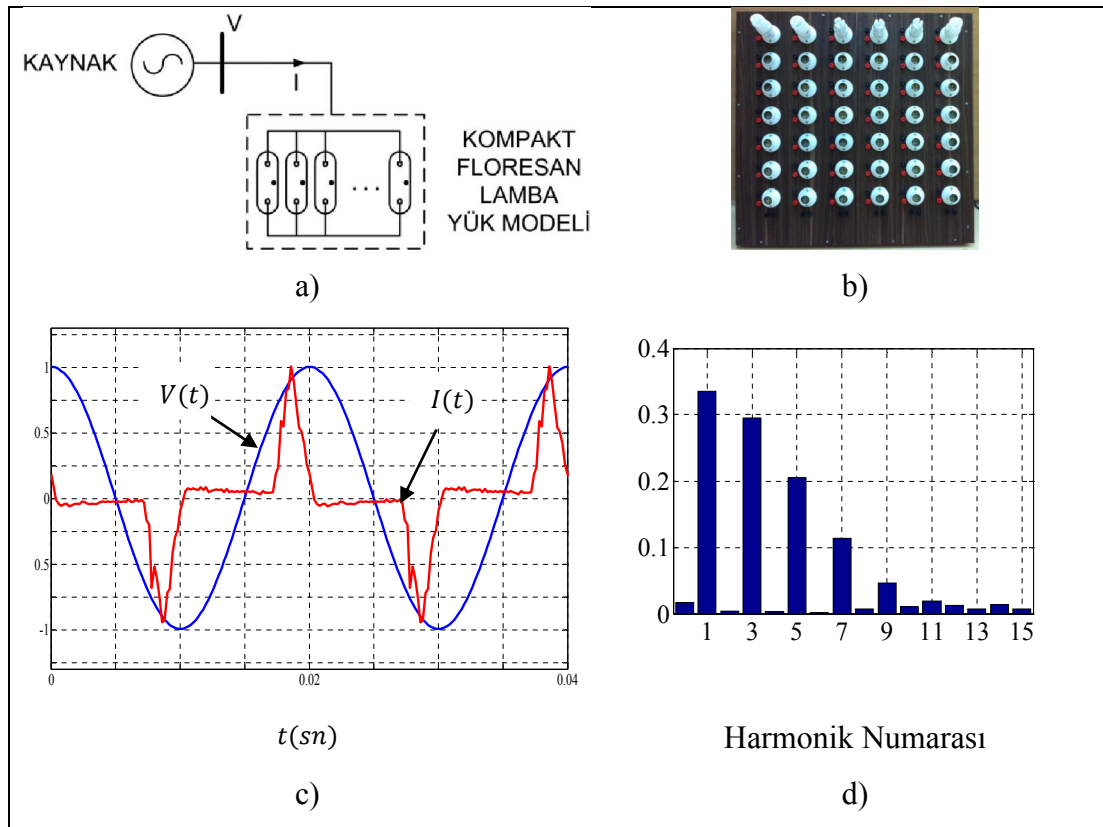 V
KAYNAK
I
KOMPAKT
FLORESAN
LAMBA
YÜK MODELİ
...
a)
b)
1
0.5
0
0.5
-1
0
0.02
0.04
V(t)
I(t)
t(sn)
c)
0.4
0.3
0.2
0.1
0
1 3 5 7 9 11 13 15
Harmonik Numarası
d)